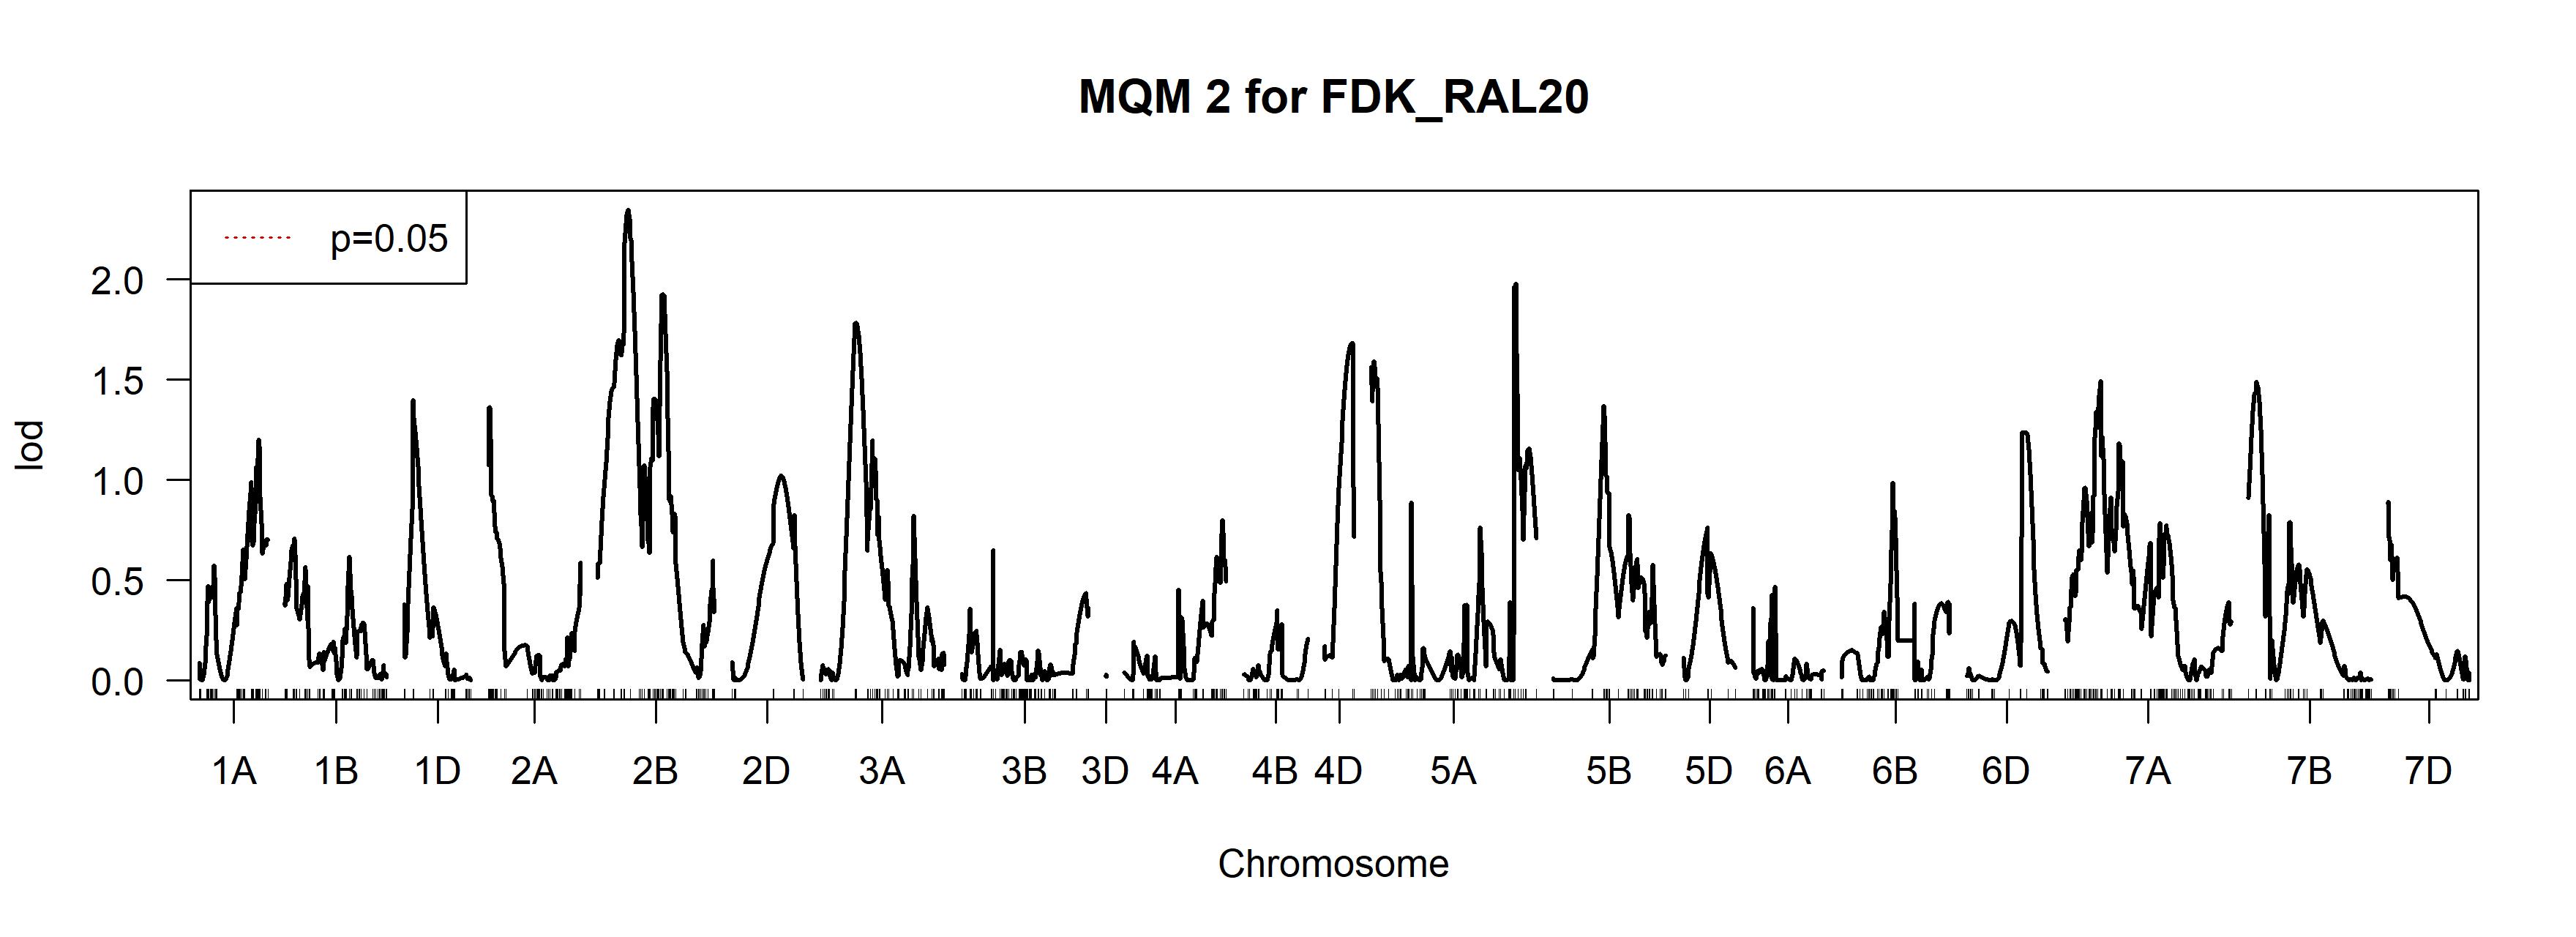 MQM 2 for FDK_RAL20
p=0.05
2.0
1.5
1.0
0.5
0.0
lod
1A 1B 1D 2A 2B 2D 3A 3B 3D 4A 4B 4D 5A 5B 5D 6A 6B 6D 7A 7B 7D
Chromosome